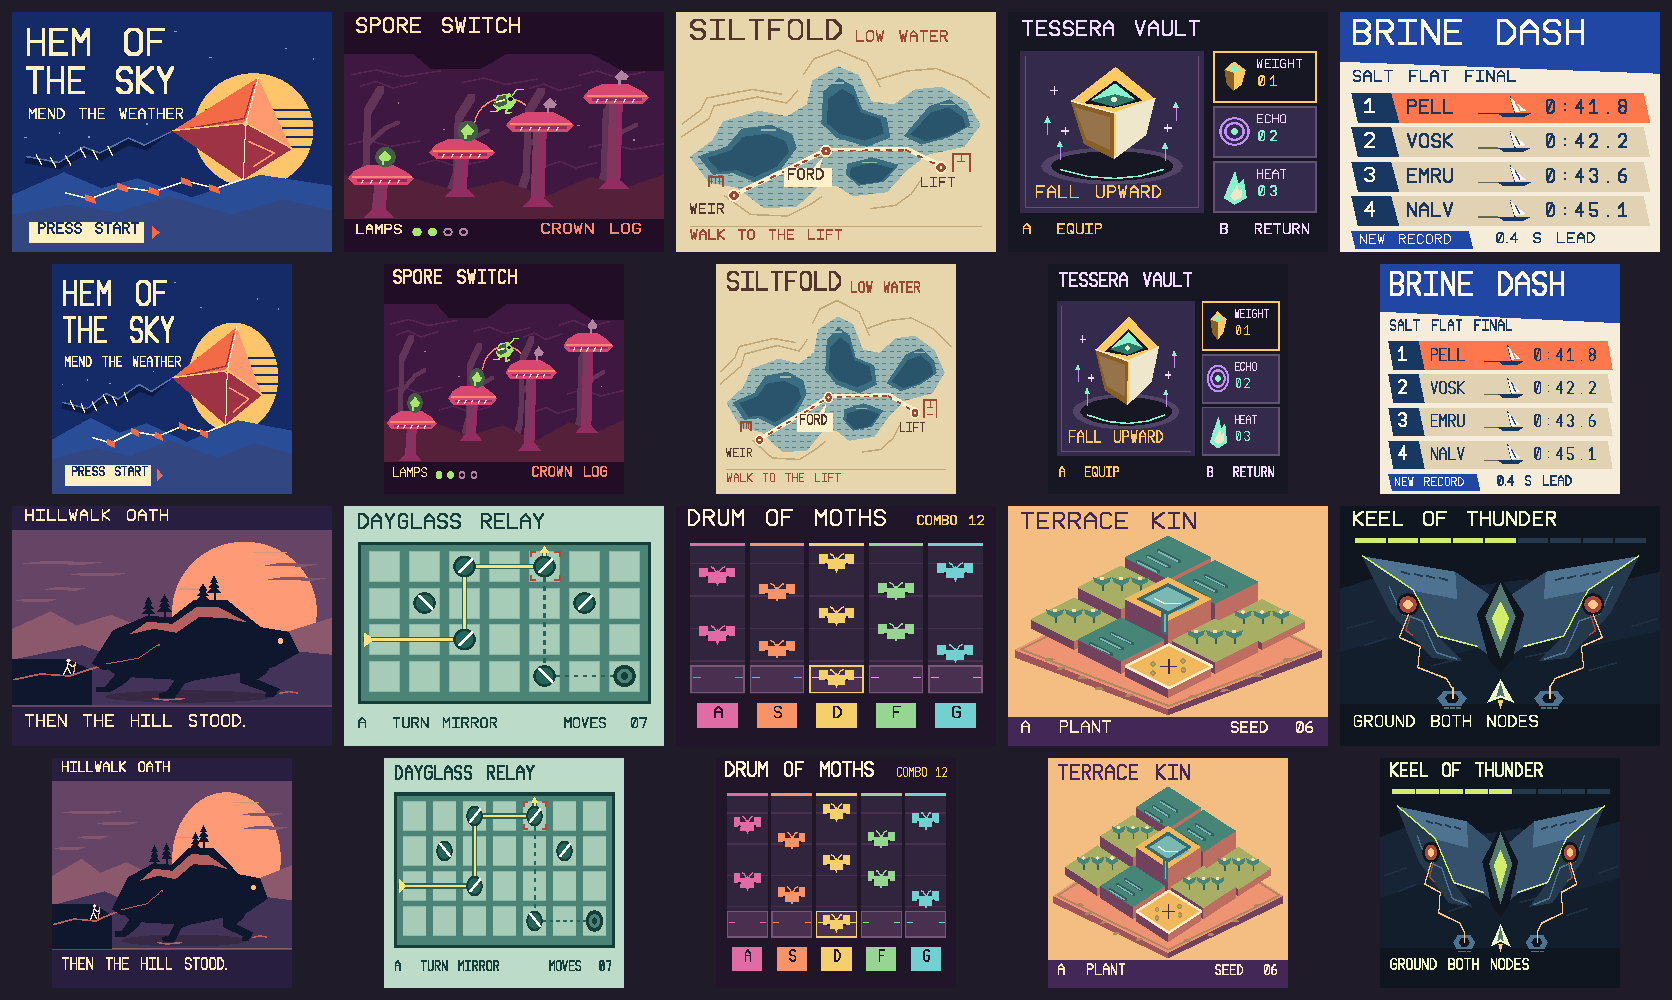 HEM OF
THE SKY
MEND THE WEATHER
PRESS START
SPORE SWITCH
LAMPS
CROWN LOG
SILTFOLD LOW WATER
FORD
LIFT
WEIR
WALK TO THE LIFT
TESSERA VAULT
WEIGHT
01
ECHO
02
HEAT
03
FALL UPWARD
A EQUIP
B RETURN
BRINE DASH
SALT FLAT FINAL
1 PELL 0:41.8
2 VOSK 0:42.2
3 EMRU 0:43.6
4 NALV 0:45.1
NEW RECORD 0.4 S LEAD
HEM OF
THE SKY
MEND THE WEATHER
PRESS START
SPORE SWITCH
LAMPS
CROWN LOG
SILTFOLD LOW WATER
FORD
LIFT
WEIR
WALK TO THE LIFT
TESSERA VAULT
WEIGHT
01
ECHO
02
HEAT
03
FALL UPWARD
A EQUIP
B RETURN
BRINE DASH
SALT FLAT FINAL
1 PELL 0:41.8
2 VOSK 0:42.2
3 EMRU 0:43.6
4 NALV 0:45.1
NEW RECORD 0.4 S LEAD
HILLWALK OATH
THEN THE HILL STOOD.
DAYGLASS RELAY
A TURN MIRROR
MOVES 07
DRUM OF MOTHS COMBO 12
A S D F G
TERRACE KIN
A PLANT
SEED 06
KEEL OF THUNDER
GROUND BOTH NODES
HILLWALK OATH
THEN THE HILL STOOD.
DAYGLASS RELAY
A TURN MIRROR
MOVES 07
DRUM OF MOTHS COMBO 12
A S D F G
TERRACE KIN
A PLANT
SEED 06
KEEL OF THUNDER
GROUND BOTH NODES